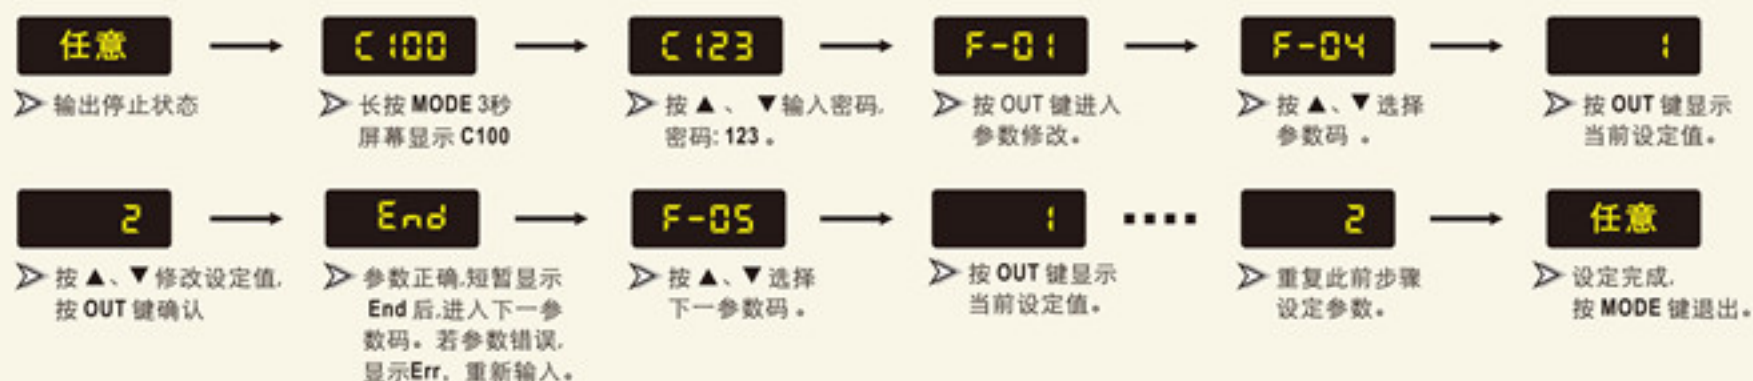 任意
C100
C123
F-01
F-04
1
输出停止状态
长按 MODE 3秒
屏幕显示 C100
按 ▲、 ▼输入密码.
密码: 123 。
按 OUT 键进入
参数修改。
按 ▲、▼ 选择
参数码 。
按 OUT 键显示
当前设定值。
2
End
F-05
1
2
任意
按 ▲、▼ 修改设定值.
按 OUT 键确认
参数正确.短暂显示
End 后.进入下一参
数码。若参数错误.
显示Err. 重新输入。
按 ▲、▼ 选择
下一参数码 。
按 OUT 键显示
当前设定值。
重复此前步骤
设定参数。
设定完成.
按 MODE 键退出。